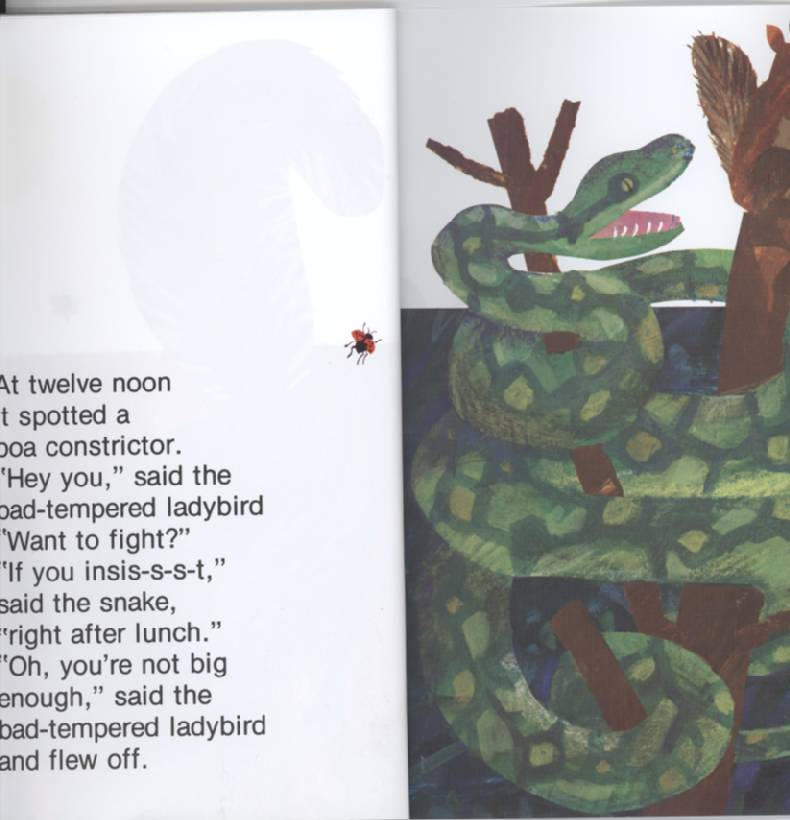 At twelve noon
t spotted a
boa constrictor.
“Hey you,” said the
bad-tempered ladybird
“Want to fight?”
“If you insis-s-s-t,”
said the snake,
“right after lunch.”
“Oh, you’re not big
enough,” said the
bad-tempered ladybird
and flew off.